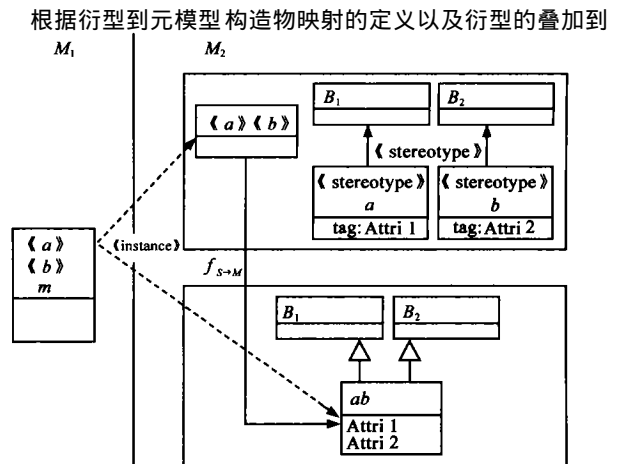 根据衍型到元模型构造物映射的定义以及衍型的叠加到
M₁ M₂
B₁ B₂
《a》《b》
《stereotype》
《stereotype》 《stereotype》
a b
tag: Attri 1 tag: Attri 2
《a》
《b》
m
《instance》
f S→M
B₁ B₂
ab
Attri 1
Attri 2